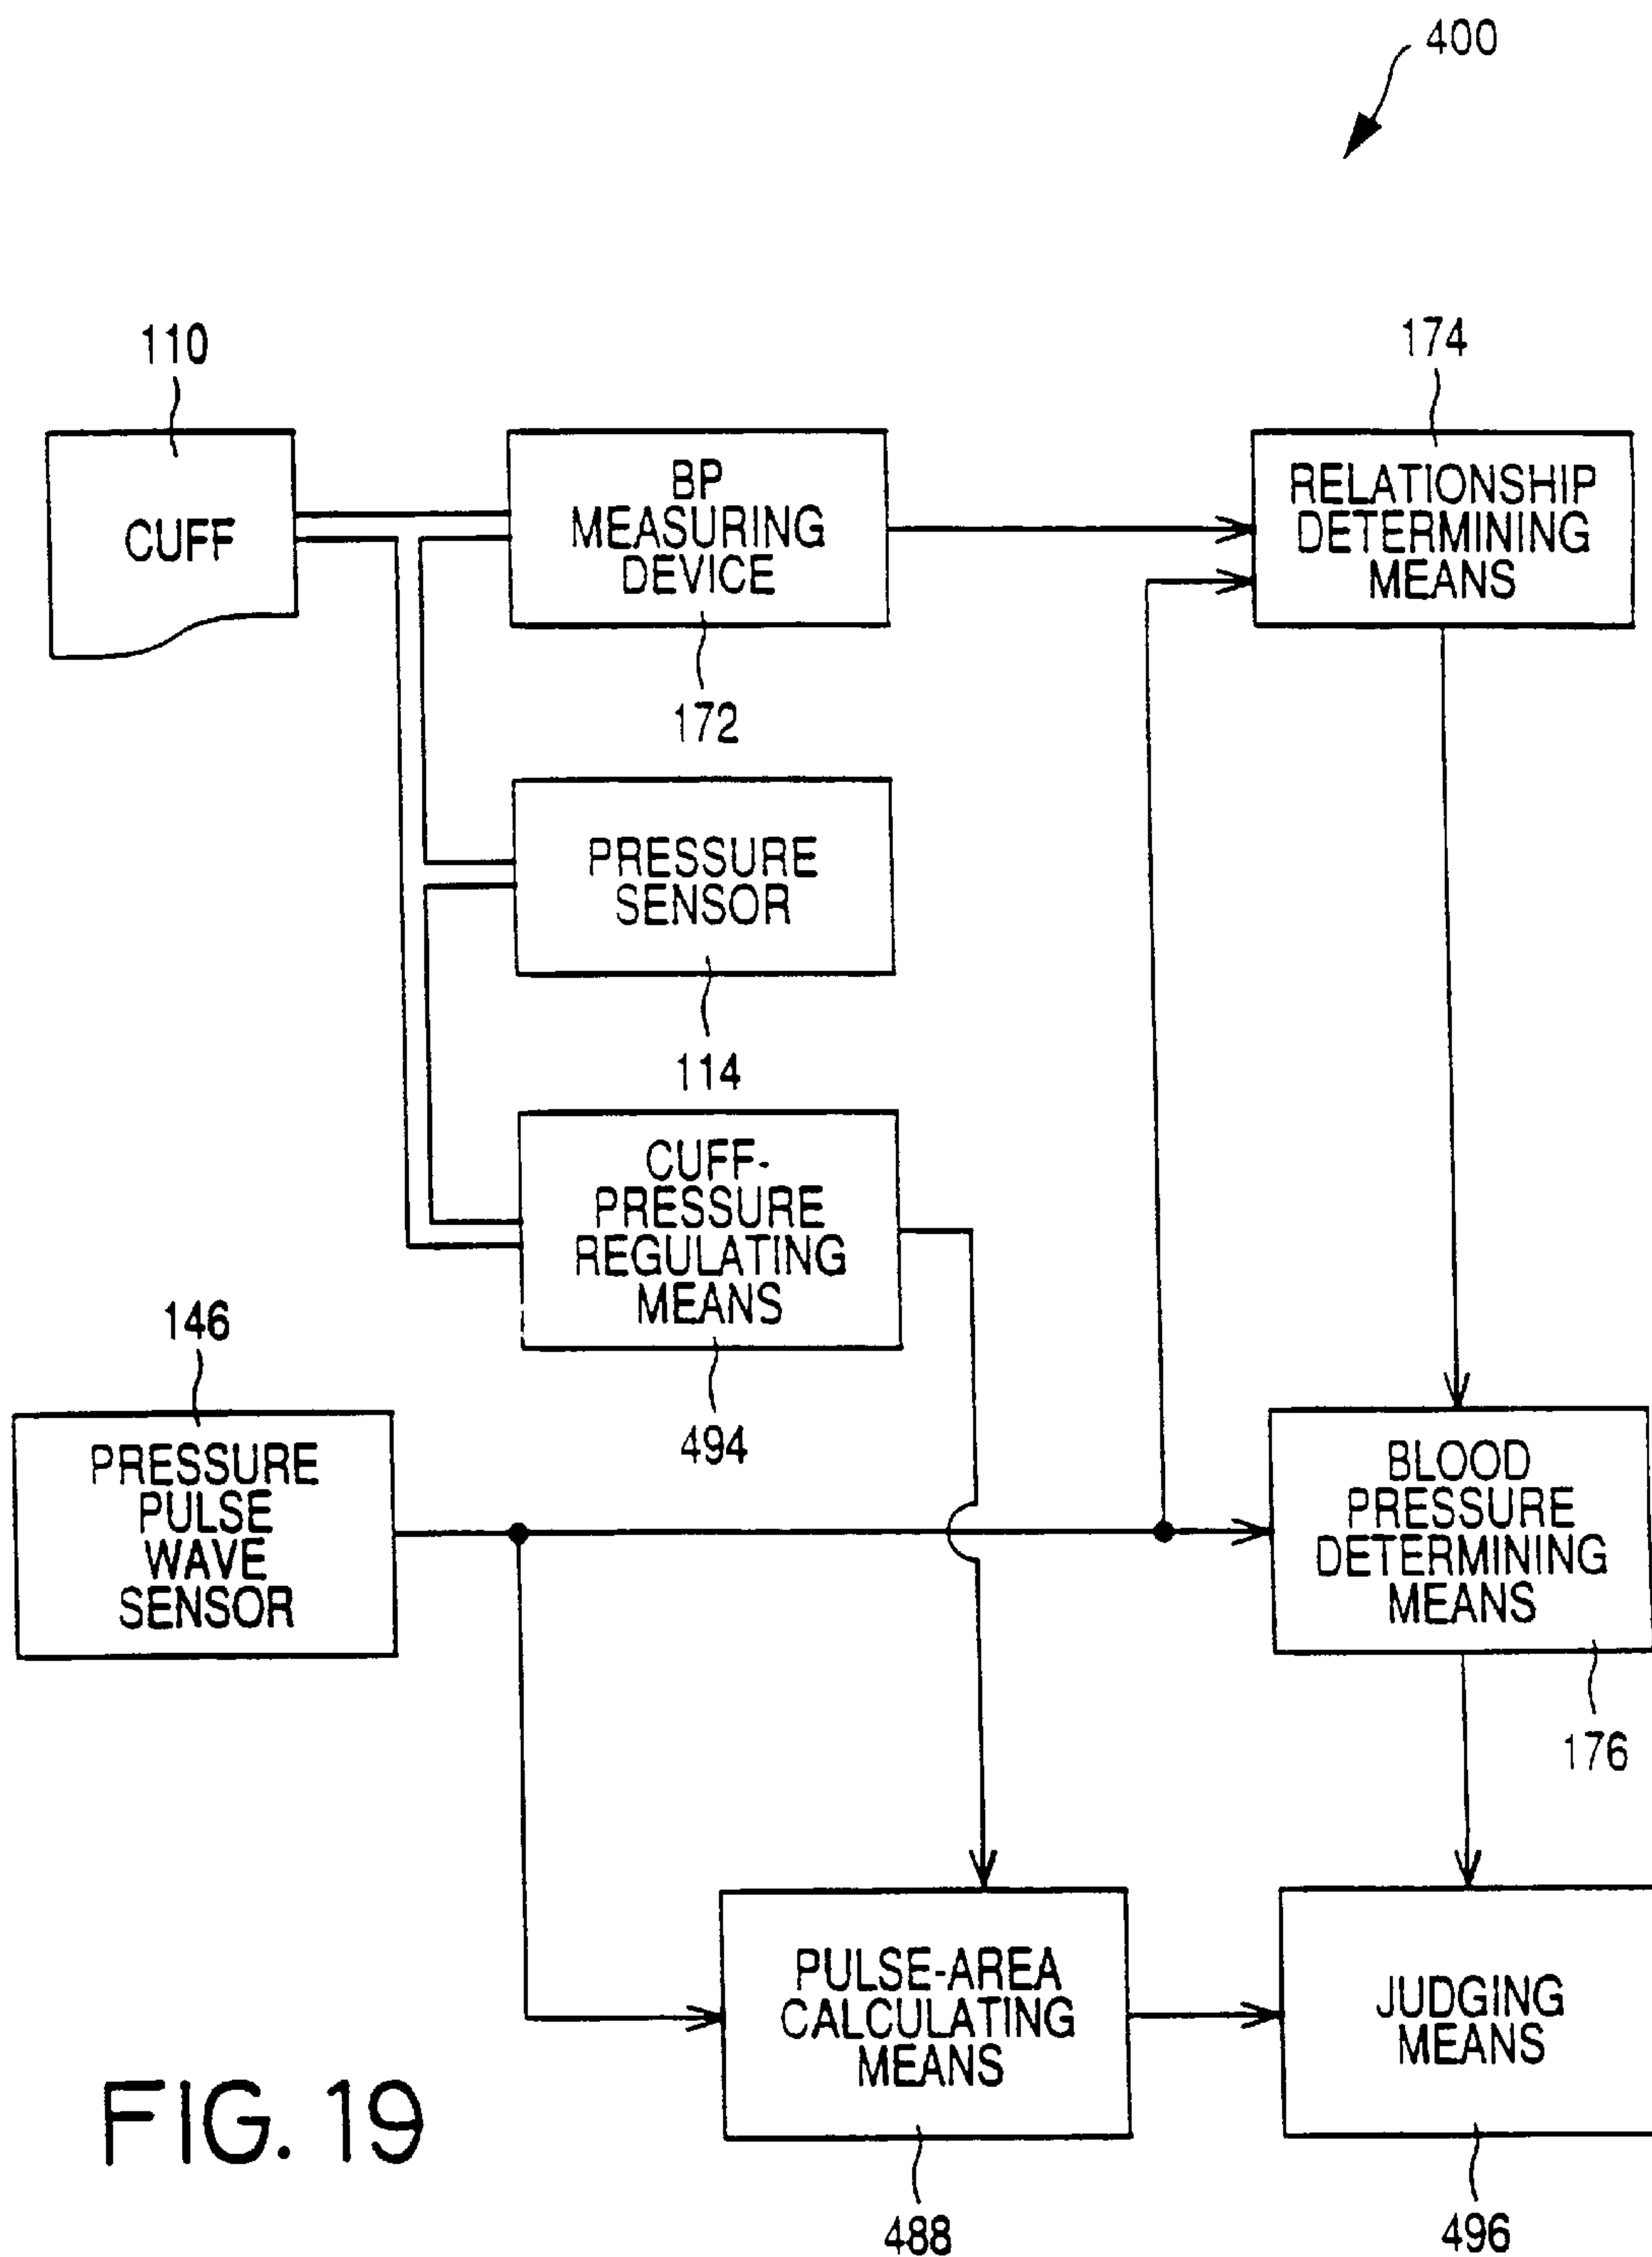 400
110
CUFF
BP
MEASURING
DEVICE
172
174
RELATIONSHIP
DETERMINING
MEANS
PRESSURE
SENSOR
114
CUFF-
PRESSURE
REGULATING
MEANS
494
146
PRESSURE
PULSE
WAVE
SENSOR
BLOOD
PRESSURE
DETERMINING
MEANS
176
PULSE-AREA
CALCULATING
MEANS
488
JUDGING
MEANS
496
FIG. 19